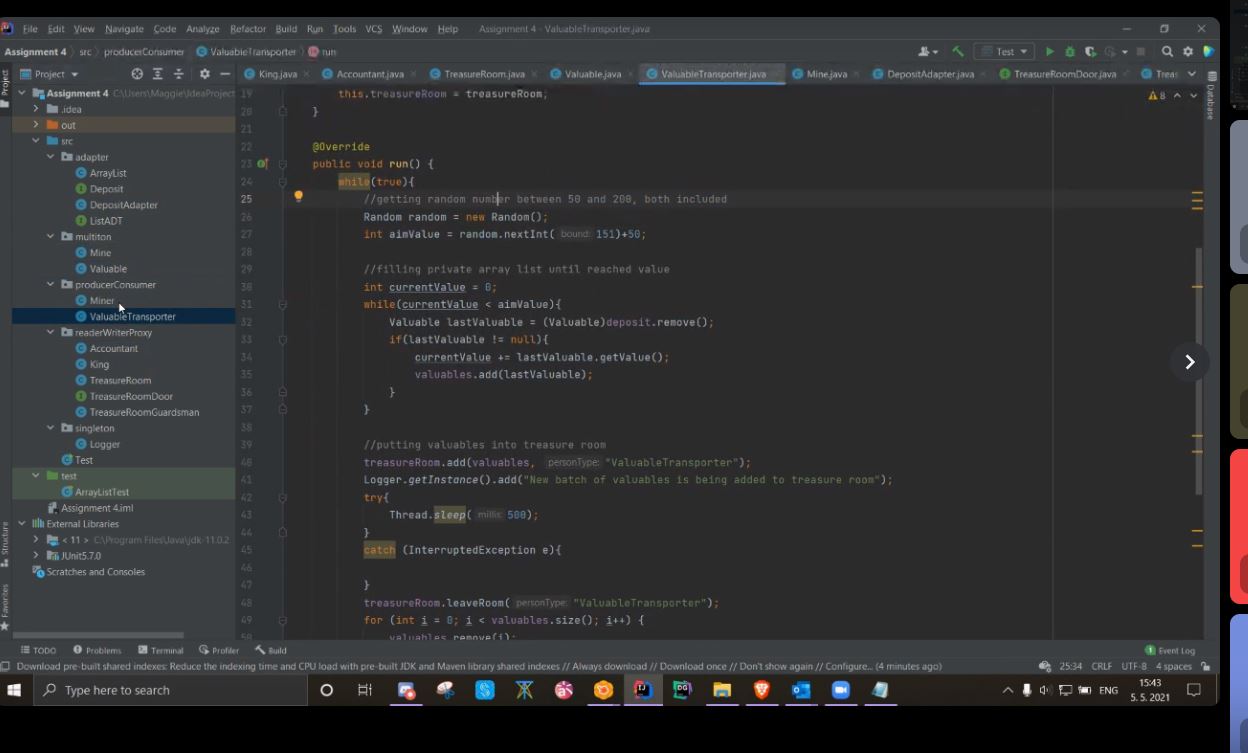 File Edit View Navigate Code Analyze Refactor Build Run Tools VCS Window Help Assignment 4 - ValuableTransporter.java
Assignment 4 src producerConsumer ValuableTransporter run Test
Project King.java Accountant.java TreasureRoom.java Valuable.java ValuableTransporter.java Mine.java DepositAdapter.java TreasureRoomDoor.java Treas
Project
Database
Structure
Favorites
Assignment 4 C:\Users\Maggie\IdeaProject
.idea
out
src
adapter
ArrayList
Deposit
DepositAdapter
ListADT
multiton
Mine
Valuable
producerConsumer
Miner
ValuableTransporter
readerWriterProxy
Accountant
King
TreasureRoom
TreasureRoomDoor
TreasureRoomGuardsman
singleton
Logger
Test
test
ArrayListTest
Assignment 4.iml
External Libraries
< 11 > C:\Program Files\Java\jdk-11.0.2
JUnit5.7.0
Scratches and Consoles
8
19 this.treasureRoom = treasureRoom;
20 }
21
22 @Override
23 public void run() {
24 while(true){
25 //getting random number between 50 and 200, both included
26 Random random = new Random();
27 int aimValue = random.nextInt( bound: 151)+50;
28
29 //filling private array list until reached value
30 int currentValue = 0;
31 while(currentValue < aimValue){
32 Valuable lastValuable = (Valuable)deposit.remove();
33 if(lastValuable != null){
34 currentValue += lastValuable.getValue();
35 valuables.add(lastValuable);
36 }
37 }
38
39 //putting valuables into treasure room
40 treasureRoom.add(valuables, personType: "ValuableTransporter");
41 Logger.getInstance().add("New batch of valuables is being added to treasure room");
42 try{
43 Thread.sleep( millis: 500);
44 }
45 catch (InterruptedException e){
46
47 }
48 treasureRoom.leaveRoom( personType: "ValuableTransporter");
49 for (int i = 0; i < valuables.size(); i++) {
50 valuables.remove(i);
TODO Problems Terminal Profiler Build 1 Event Log
Download pre-built shared indexes: Reduce the indexing time and CPU load with pre-built JDK and Maven library shared indexes // Always download // Download once // Don't show again // Configure... (4 minutes ago) 25:34 CRLF UTF-8 4 spaces
Type here to search
ENG
15:43
5. 5. 2021